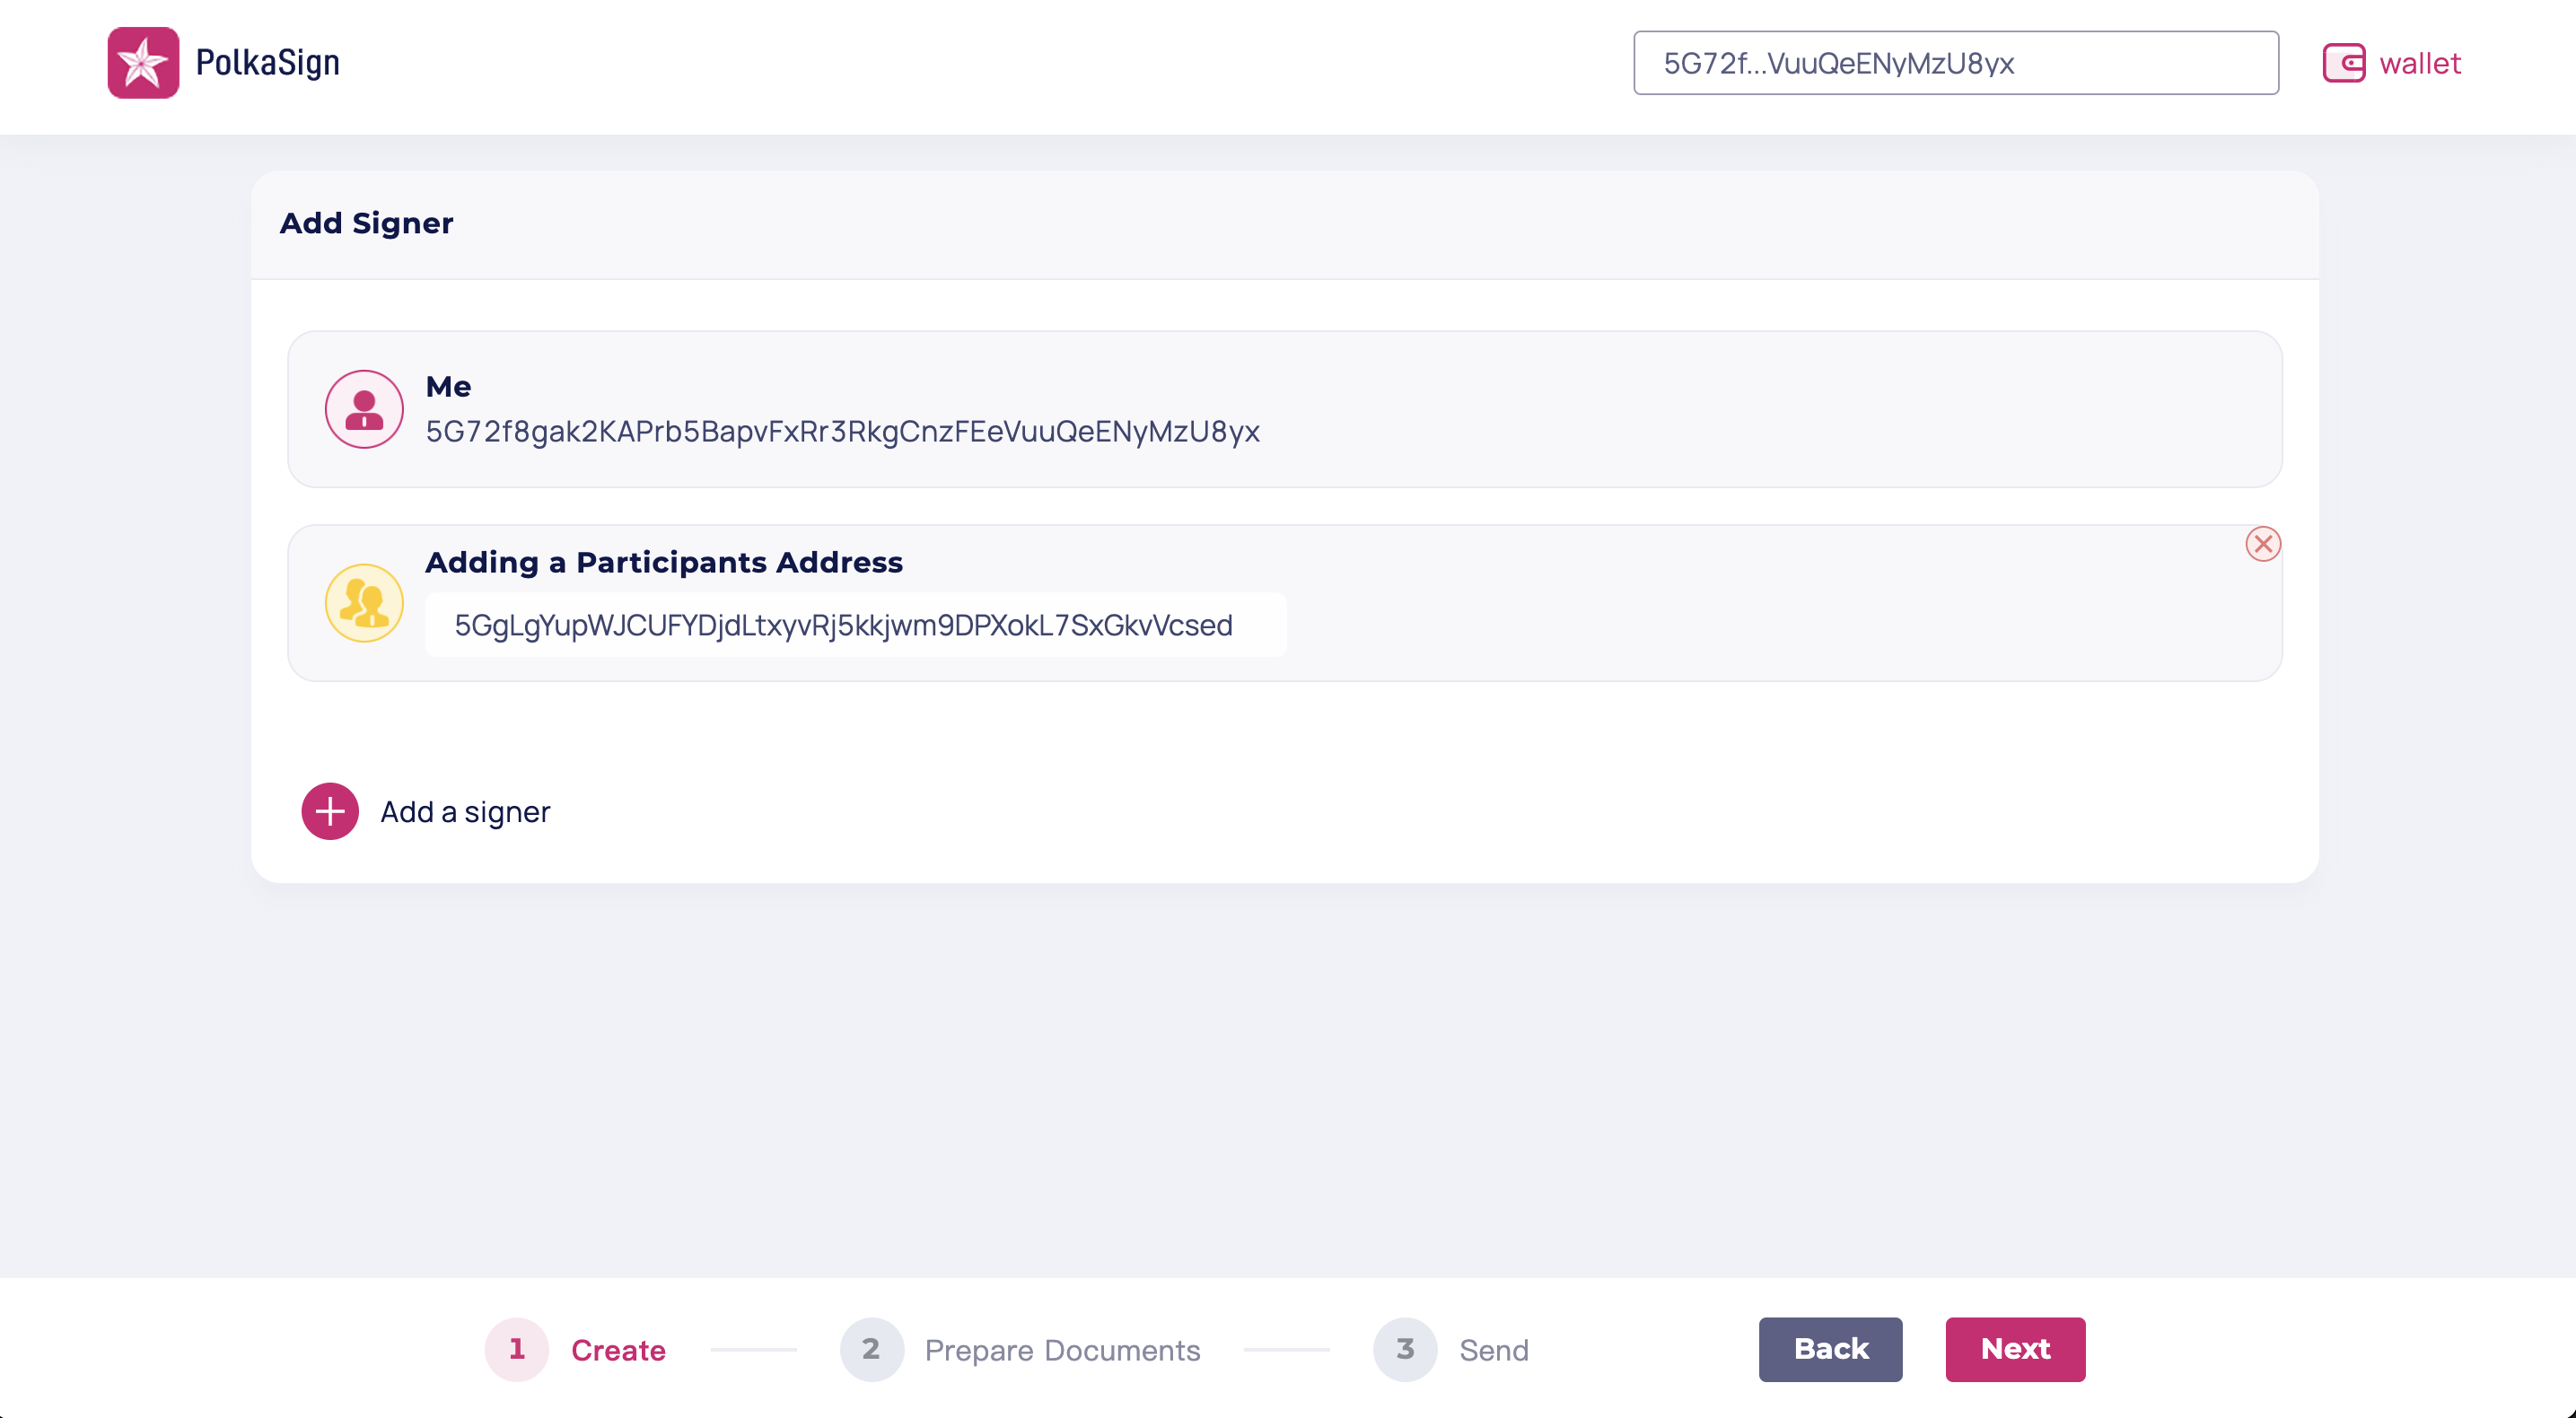 PolkaSign
5G72f...VuuQeENyMzU8yx
wallet
Add Signer
Me
5G72f8gak2KAPrb5BapvFxRr3RkgCnzFEeVuuQeENyMzU8yx
Adding a Participants Address
5GgLgYupWJCUFYDjdLtxyvRj5kkjwm9DPXokL7SxGkvVcsed
Add a signer
1 Create
2 Prepare Documents
3 Send
Back
Next